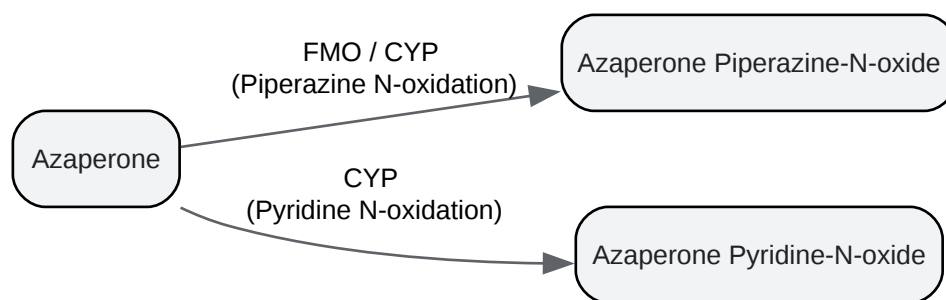 FMO / CYP
(Piperazine N-oxidation)
Azaperone Piperazine-N-oxide
Azaperone
CYP
(Pyridine N-oxidation)
Azaperone Pyridine-N-oxide